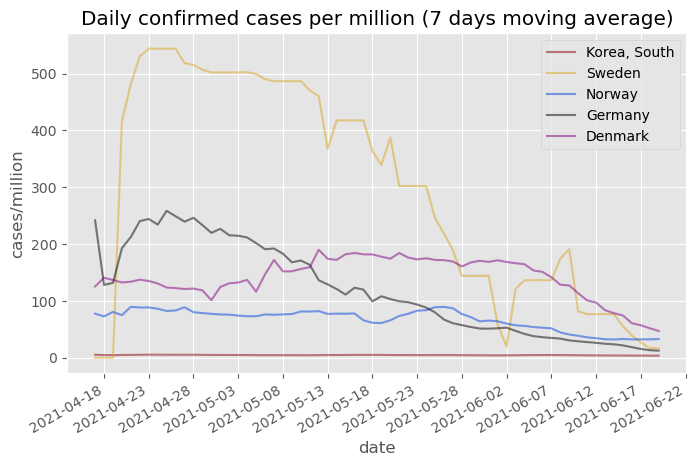 Daily confirmed cases per million (7 days moving average)
Korea, South
Sweden
Norway
Germany
Denmark
cases/million
500
400
300
200
100
0
2021-04-18
2021-04-23
2021-04-28
2021-05-03
2021-05-08
2021-05-13
2021-05-18
2021-05-23
2021-05-28
2021-06-02
2021-06-07
2021-06-12
2021-06-17
2021-06-22
date